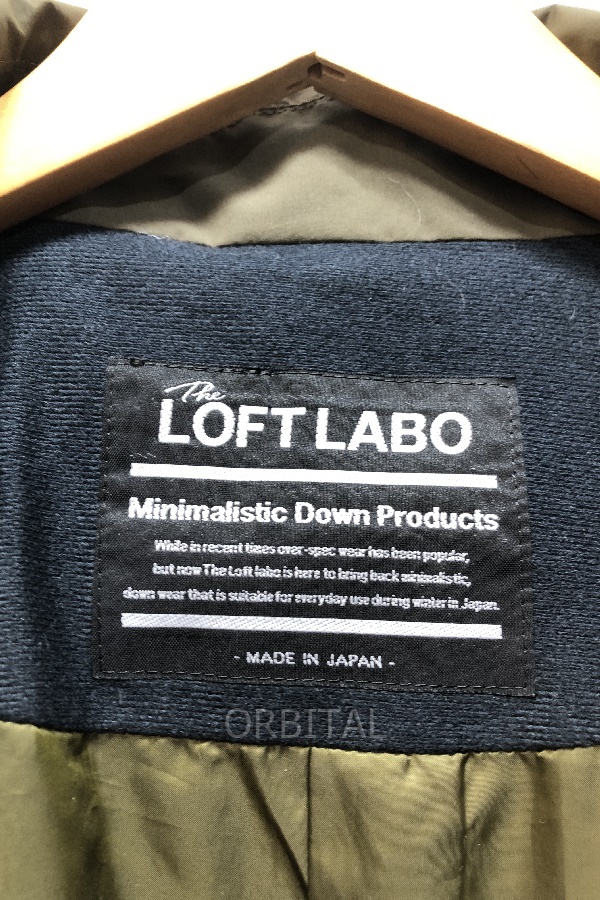 The
LOFT LABO
Minimalistic Down Products
While in recent times over-spec wear has been popular,
but now The Loft labo is here to bring back minimalistic,
down wear that is suitable for everyday use during winter in Japan.
- MADE IN JAPAN -
ORBITAL